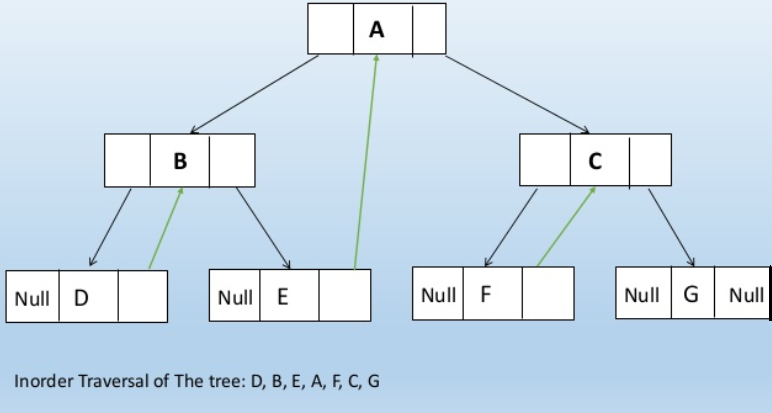 A
B
C
Null D
Null E
Null F
Null G Null
Inorder Traversal of The tree: D, B, E, A, F, C, G